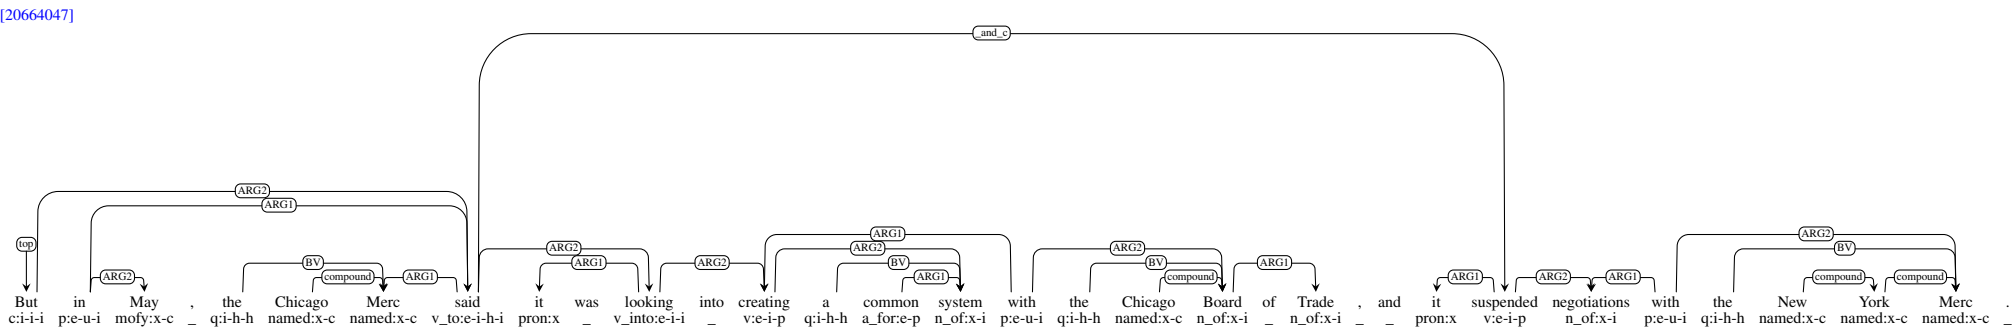 [20664047]
_and_c
ARG2
ARG1
top
ARG1
ARG2
ARG2
BV
ARG2
ARG1
ARG2
BV
ARG2
BV
ARG2
BV
ARG1
ARG2
compound
ARG1
ARG1
compound
ARG1
ARG2
ARG1
compound
compound
But in May , the Chicago Merc said it was looking into creating a common system with the Chicago Board of Trade , and it suspended negotiations with the New York Merc .
c:i-i-i p:e-u-i mofy:x-c _ q:i-h-h named:x-c named:x-c v_to:e-i-h-i pron:x _ v_into:e-i-i _ v:e-i-p q:i-h-h a_for:e-p n_of:x-i p:e-u-i q:i-h-h named:x-c n_of:x-i _ n_of:x-i _ _ pron:x v:e-i-p n_of:x-i p:e-u-i q:i-h-h named:x-c named:x-c named:x-c _